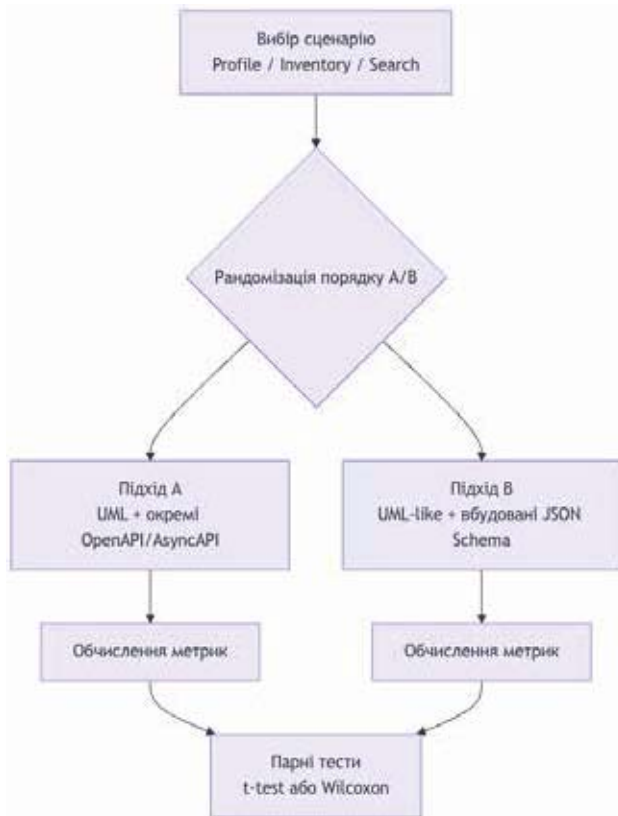 Вибір сценарію
Profile / Inventory / Search
Рандомізація порядку A/B
Підхід A
UML + окремі
OpenAPI/AsyncAPI
Підхід B
UML-like + вбудовані JSON
Schema
Обчислення метрик
Обчислення метрик
Парні тести
t-test або Wilcoxon